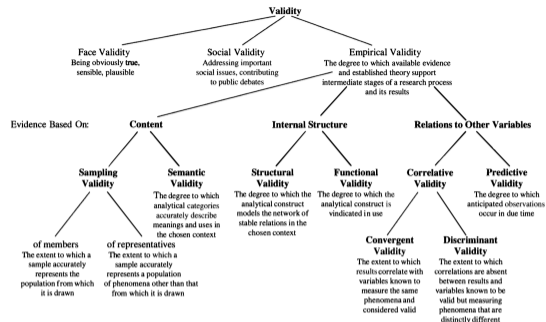 Validity
Face Validity
Being obviously true,
sensible, plausible
Social Validity
Addressing important
social issues, contributing
to public debates
Empirical Validity
The degree to which available evidence
and established theory support
intermediate stages of a research process
and its results
Evidence Based On:
Content
Internal Structure
Relations to Other Variables
Sampling
Validity
Semantic
Validity
The degree to which
analytical categories
accurately describe
meanings and uses in
the chosen context
Structural
Validity
The degree to which the
analytical construct
models the network of
stable relations in the
chosen context
Functional
Validity
The degree to which the
analytical construct is
vindicated in use
Correlative
Validity
Predictive
Validity
The degree to which
anticipated observations
occur in due time
of members
The extent to which a
sample accurately
represents the
population from which
it is drawn
of representatives
The extent to which a
sample accurately
represents a population
of phenomena other than that
from which it is drawn
Convergent
Validity
The extent to which
results correlate with
variables known to
measure the same
phenomena and
considered valid
Discriminant
Validity
The extent to which
correlations are absent
between results and
variables known to be
valid but measuring
phenomena that are
distinctly different